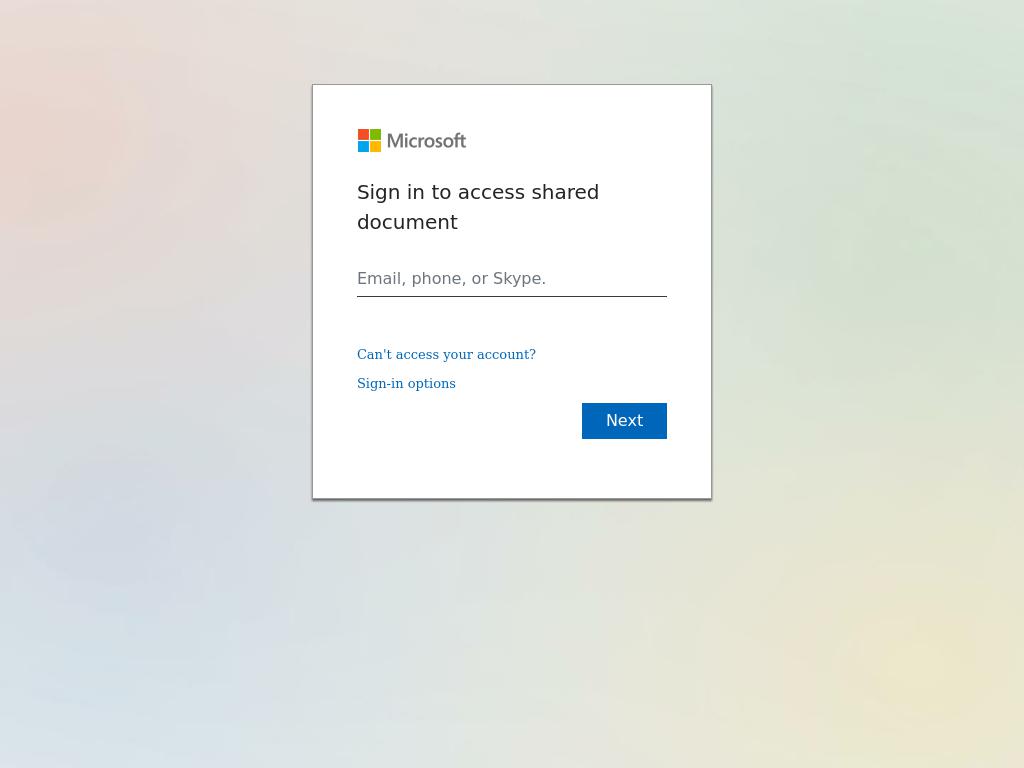 Microsoft
Sign in to access shared
document
Email, phone, or Skype.
Can't access your account?
Sign-in options
Next